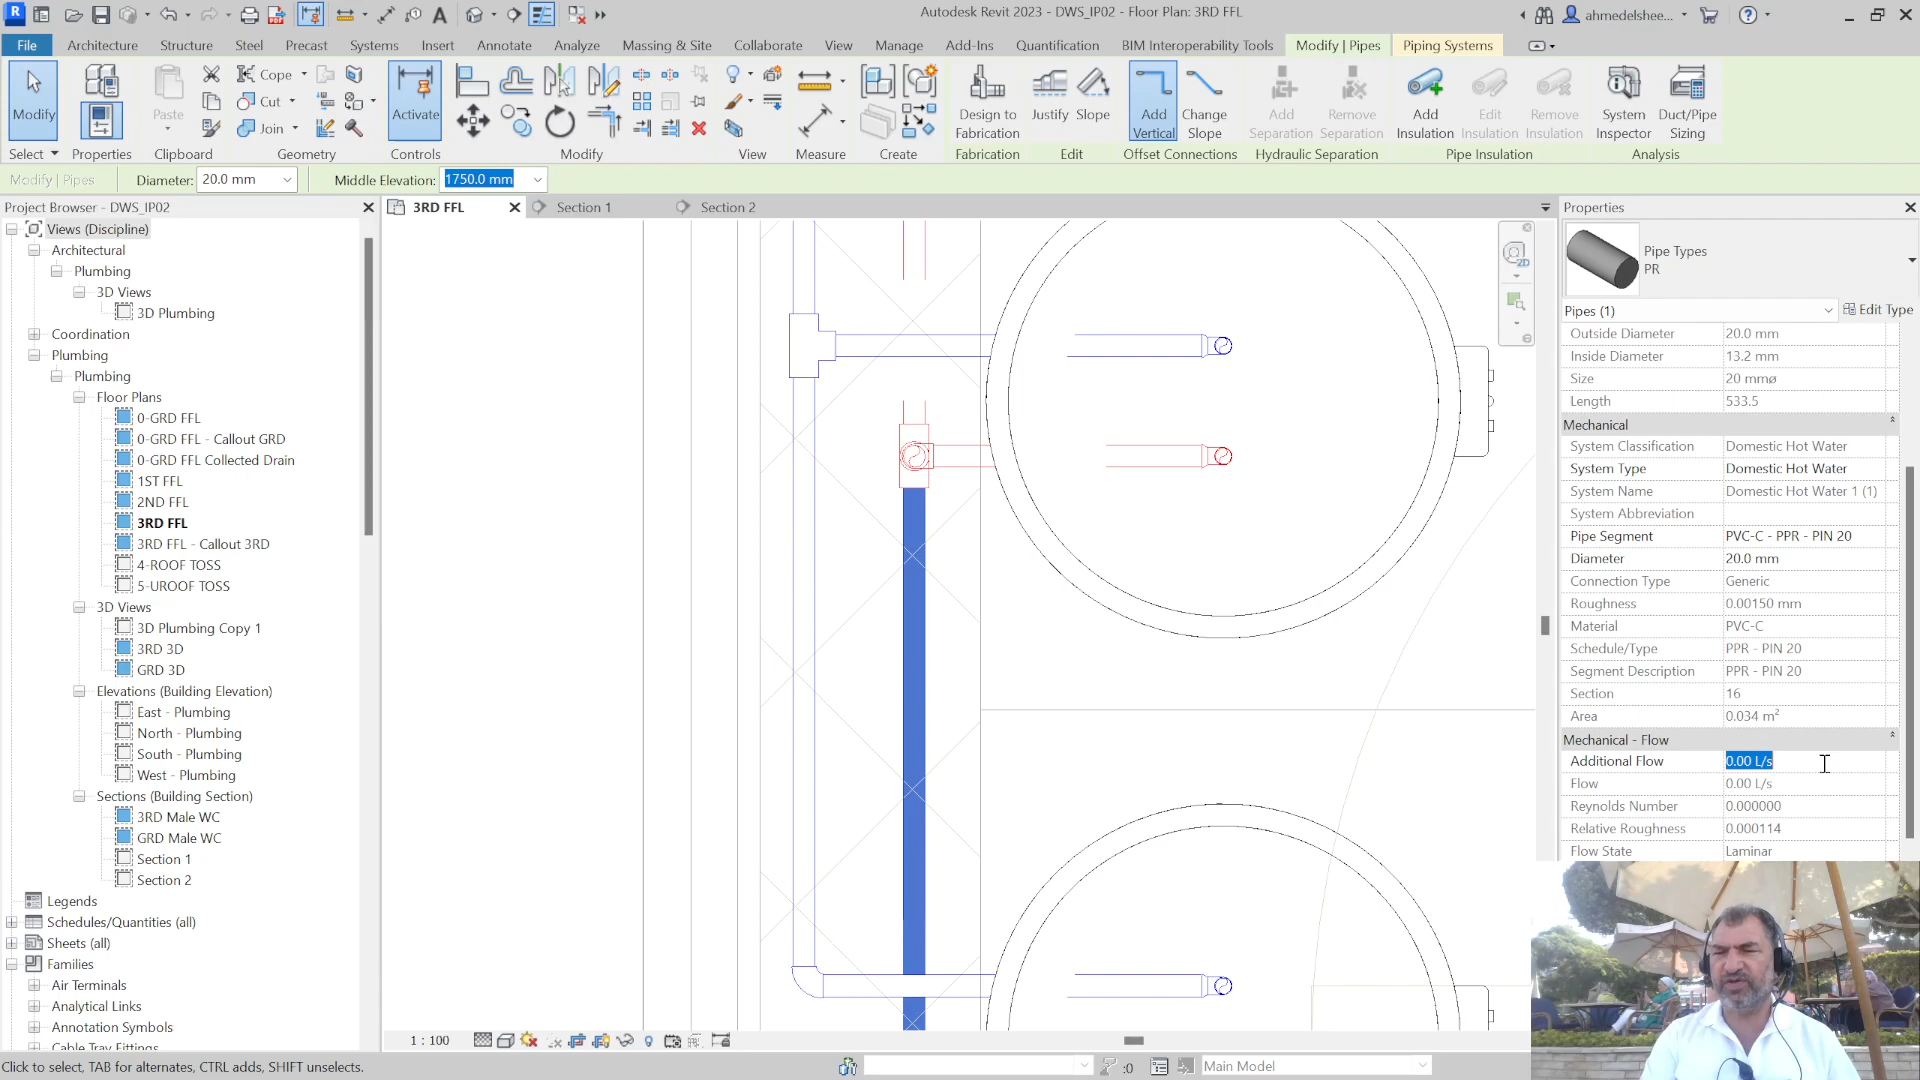 Autodesk Revit 2023 - DWS_IP02 - Floor Plan: 3RD FFL
ahmedelshee...
File Architecture Structure Steel Precast Systems Insert Annotate Analyze Massing & Site Collaborate View Manage Add-Ins Quantification BIM Interoperability Tools Modify | Pipes Piping Systems
Modify
Paste
Cope
Cut
Join
Activate
Design to
Fabrication
Justify Slope
Add
Vertical
Change
Slope
Add
Separation
Remove
Separation
Add
Insulation
Edit
Insulation
Remove
Insulation
System
Inspector
Duct/Pipe
Sizing
Select Properties Clipboard Geometry Controls Modify View Measure Create Fabrication Edit Offset Connections Hydraulic Separation Pipe Insulation Analysis
Modify | Pipes Diameter: 20.0 mm Middle Elevation: 1750.0 mm
Project Browser - DWS_IP02
Views (Discipline)
Architectural
Plumbing
3D Views
3D Plumbing
Coordination
Plumbing
Plumbing
Floor Plans
0-GRD FFL
0-GRD FFL - Callout GRD
0-GRD FFL Collected Drain
1ST FFL
2ND FFL
3RD FFL
3RD FFL - Callout 3RD
4-ROOF TOSS
5-UROOF TOSS
3D Views
3D Plumbing Copy 1
3RD 3D
GRD 3D
Elevations (Building Elevation)
East - Plumbing
North - Plumbing
South - Plumbing
West - Plumbing
Sections (Building Section)
3RD Male WC
GRD Male WC
Section 1
Section 2
Legends
Schedules/Quantities (all)
Sheets (all)
Families
Air Terminals
Analytical Links
Annotation Symbols
Cable Tray Fittings
3RD FFL Section 1 Section 2
2D
1 : 100
Properties
Pipe Types
PR
Pipes (1) Edit Type
Outside Diameter 20.0 mm
Inside Diameter 13.2 mm
Size 20 mmø
Length 533.5
Mechanical
System Classification Domestic Hot Water
System Type Domestic Hot Water
System Name Domestic Hot Water 1 (1)
System Abbreviation
Pipe Segment PVC-C - PPR - PIN 20
Diameter 20.0 mm
Connection Type Generic
Roughness 0.00150 mm
Material PVC-C
Schedule/Type PPR - PIN 20
Segment Description PPR - PIN 20
Section 16
Area 0.034 m²
Mechanical - Flow
Additional Flow 0.00 L/s
Flow 0.00 L/s
Reynolds Number 0.000000
Relative Roughness 0.000114
Flow State Laminar
Click to select, TAB for alternates, CTRL adds, SHIFT unselects.
:0
Main Model